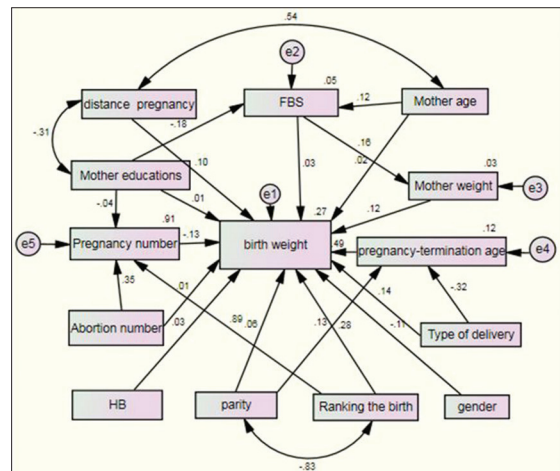 .54
e2
.05
distance pregnancy
FBS
.12
Mother age
-.31
-.18
.16
.10
.03
.02
.03
Mother educations
.01
e1
Mother weight
e3
-.04
.91
.27
.12
.12
e5
Pregnancy number
-.13
birth weight
.49
pregnancy-termination age
e4
.35
.01
.14
-.32
Abortion number
.03
.89
.06
.13
.28
-.11
Type of delivery
HB
parity
Ranking the birth
gender
-.83